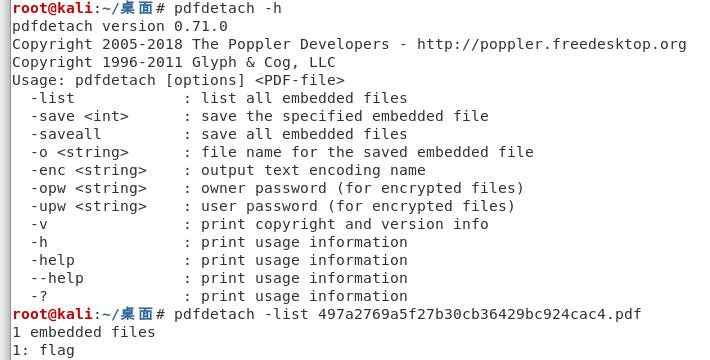 root@kali:~/桌面# pdfdetach -h
pdfdetach version 0.71.0
Copyright 2005-2018 The Poppler Developers - http://poppler.freedesktop.org
Copyright 1996-2011 Glyph & Cog, LLC
Usage: pdfdetach [options] <PDF-file>
  -list            : list all embedded files
  -save <int>      : save the specified embedded file
  -saveall         : save all embedded files
  -o <string>      : file name for the saved embedded file
  -enc <string>    : output text encoding name
  -opw <string>    : owner password (for encrypted files)
  -upw <string>    : user password (for encrypted files)
  -v               : print copyright and version info
  -h               : print usage information
  -help            : print usage information
  --help           : print usage information
  -?               : print usage information
root@kali:~/桌面# pdfdetach -list 497a2769a5f27b30cb36429bc924cac4.pdf
1 embedded files
1: flag